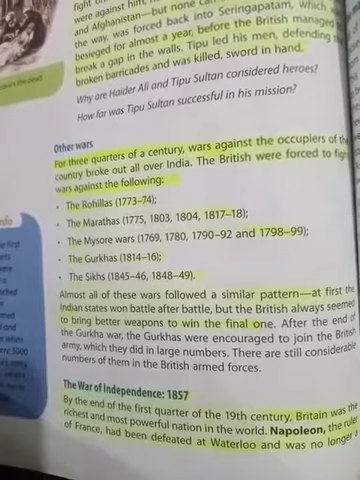 fight
were against him,
and Afghanistan—but none
the way, was forced back into Seringapatam, which
besieged for almost a year, before the British managed
break a gap in the walls. Tipu led his men, defending
broken barricades and was killed, sword in hand.
Why are Haider Ali and Tipu Sultan considered heroes?
How far was Tipu Sultan successful in his mission?
Other wars
For three quarters of a century, wars against the occupiers of the
country broke out all over India. The British were forced to fight
wars against the following:
• The Rohillas (1773–74);
• The Marathas (1775, 1803, 1804, 1817–18);
• The Mysore wars (1769, 1780, 1790–92 and 1798–99);
• The Gurkhas (1814–16);
• The Sikhs (1845–46, 1848–49).
Almost all of these wars followed a similar pattern—at first the
Indian states won battle after battle, but the British always seemed
to bring better weapons to win the final one. After the end of
the Gurkha war, the Gurkhas were encouraged to join the British
army, which they did in large numbers. There are still considerable
numbers of them in the British armed forces.
The War of Independence: 1857
By the end of the first quarter of the 19th century, Britain was the
richest and most powerful nation in the world. Napoleon, the ruler
of France, had been defeated at Waterloo and was no longer a
the dead
nfo
first
were
a
and
when
were 5000